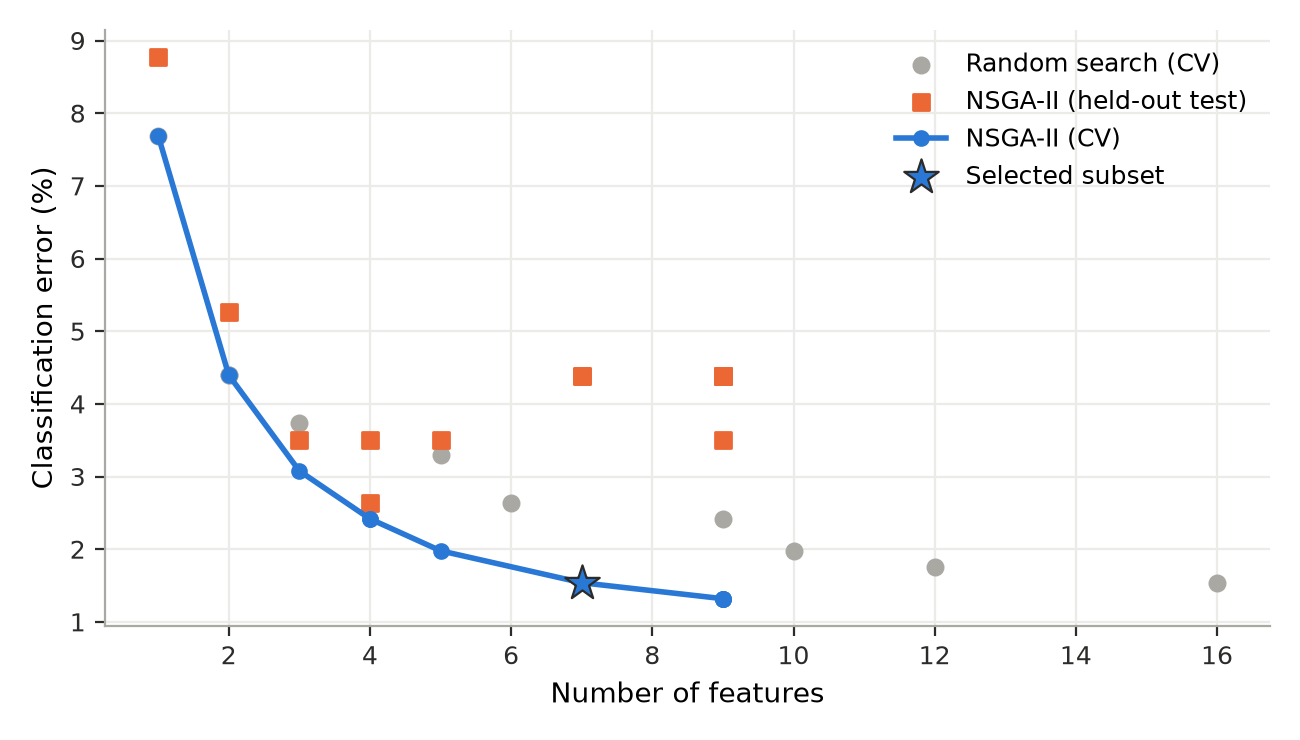 9
8
7
6
5
4
3
2
1
Classification error (%)
Random search (CV)
NSGA-II (held-out test)
NSGA-II (CV)
Selected subset
2 4 6 8 10 12 14 16
Number of features